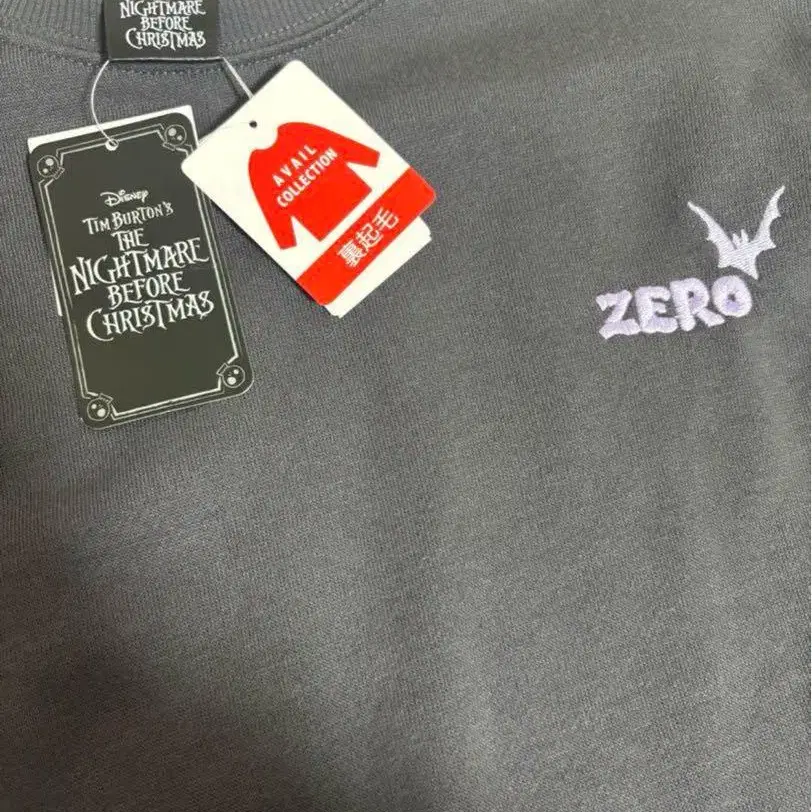 NIGHTMARE
BEFORE
CHRISTMAS
Disney
TIM BURTON'S
THE
NIGHTMARE
BEFORE
CHRISTMAS
AVAIL
COLLECTION
裏起毛
ZERO